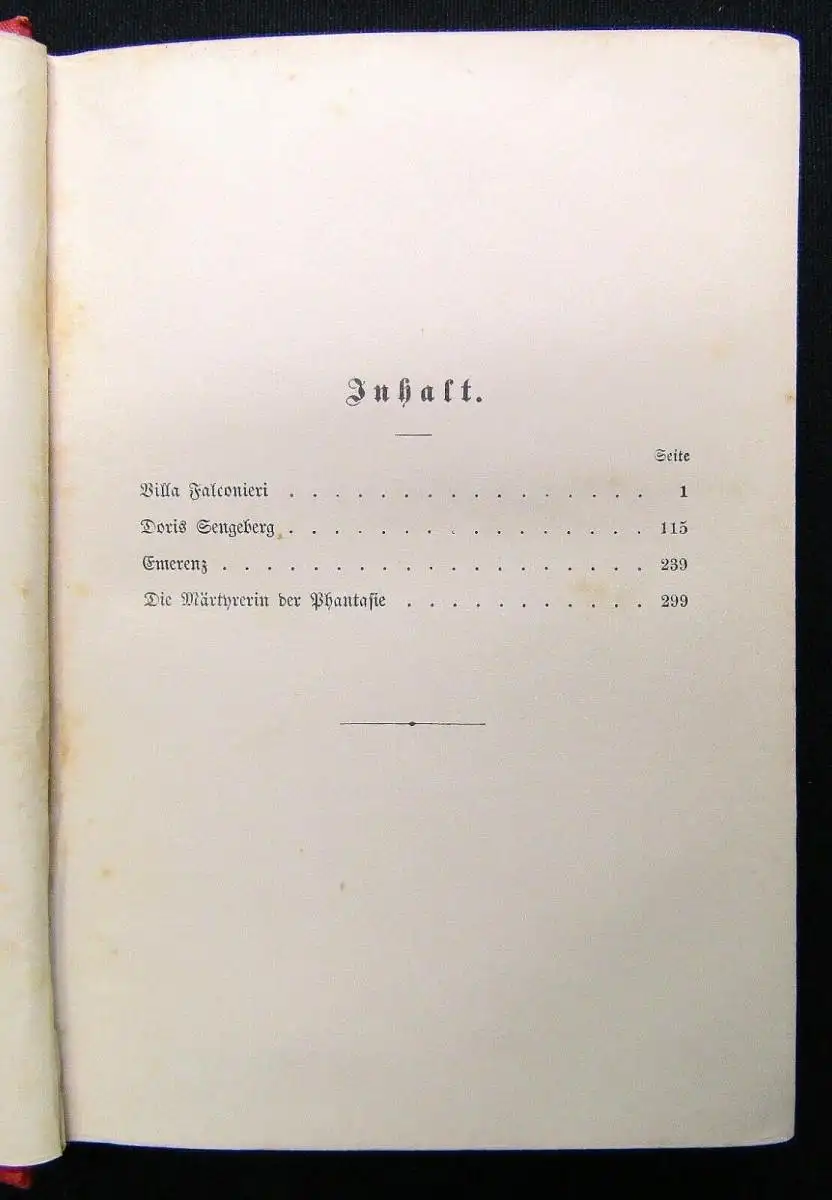 Inhalt.
Seite
Villa Falconieri . . . . . . . . . . . . . . . . 1
Doris Sengeberg . . . . . . . . . . . . . . . . 115
Emerenz . . . . . . . . . . . . . . . . . . . 239
Die Märtyrerin der Phantasie . . . . . . . . . . . 299